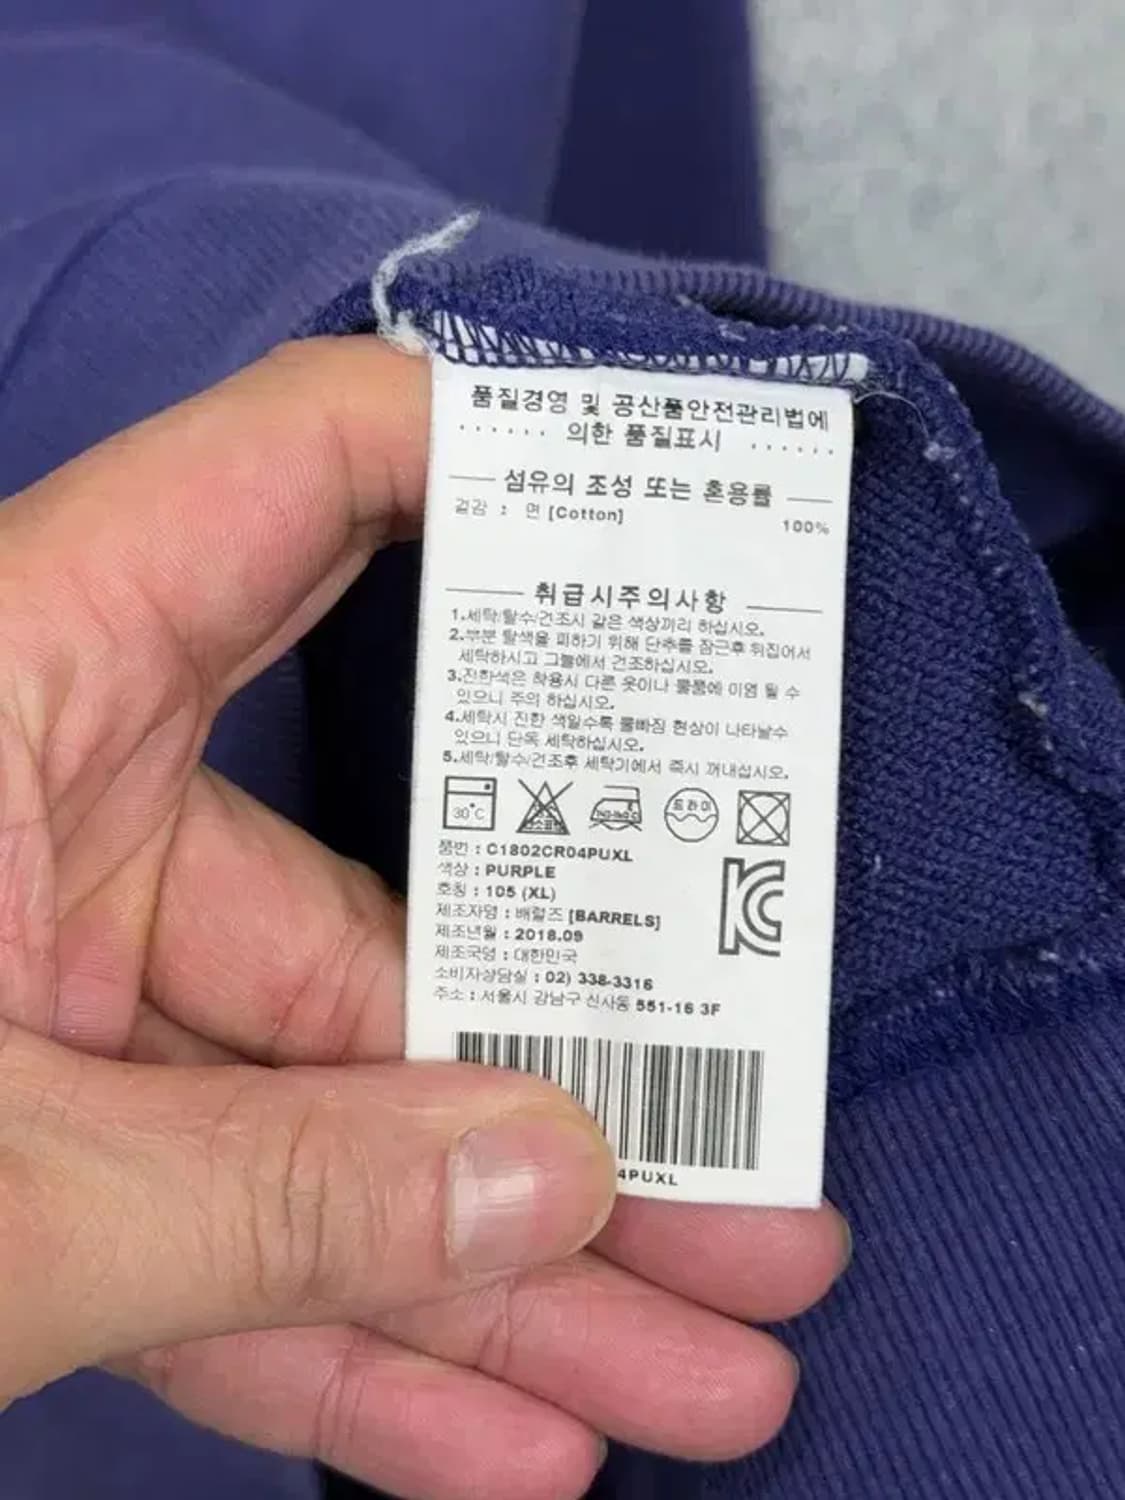 품질경영 및 공산품안전관리법에
...... 의한 품질표시 ......
섬유의 조성 또는 혼용률
겉감 : 면 [Cotton] 100%
취급시주의사항
1.세탁/탈수/건조시 같은 색상끼리 하십시오.
2.부분 탈색을 피하기 위해 단추를 잠근후 뒤집어서
세탁하시고 그늘에서 건조하십시오.
3.진한색은 착용시 다른 옷이나 물품에 이염 될 수
있으니 주의 하십시오.
4.세탁시 진한 색일수록 물빠짐 현상이 나타날수
있으니 단독 세탁하십시오.
5.세탁/탈수/건조후 세탁기에서 즉시 꺼내십시오.
30°C 드라이
품번 : C1802CR04PUXL
색상 : PURPLE
호칭 : 105 (XL)
제조자명 : 배럴즈 [BARRELS]
제조년월 : 2018.09
제조국명 : 대한민국
소비자상담실 : 02) 338-3316
주소 : 서울시 강남구 신사동 551-16 3F
KC
4PUXL